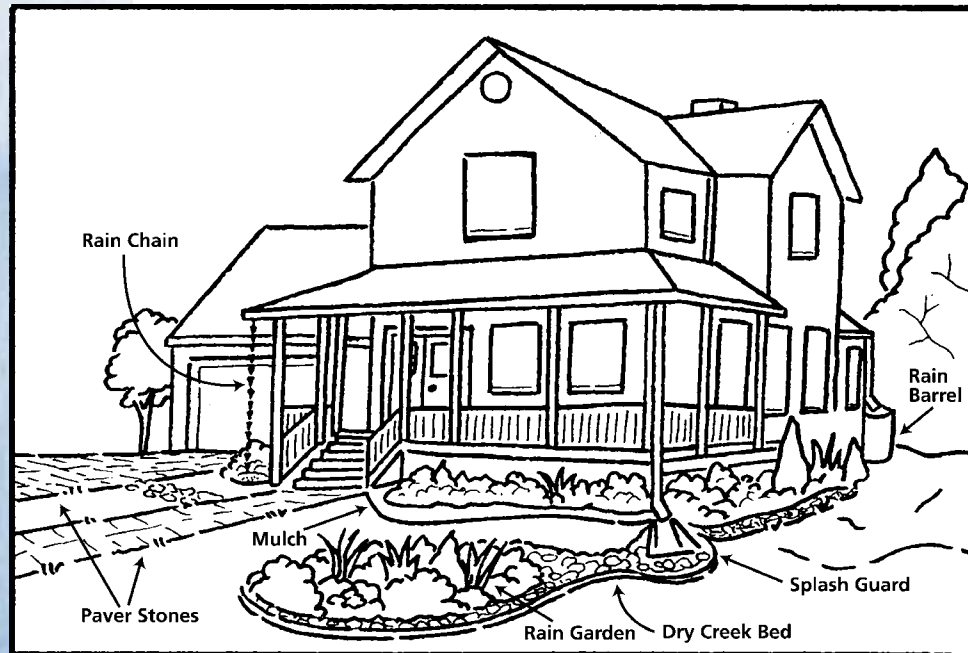 Rain Chain
Rain
Barrel
Mulch
Splash Guard
Paver Stones
Rain Garden
Dry Creek Bed